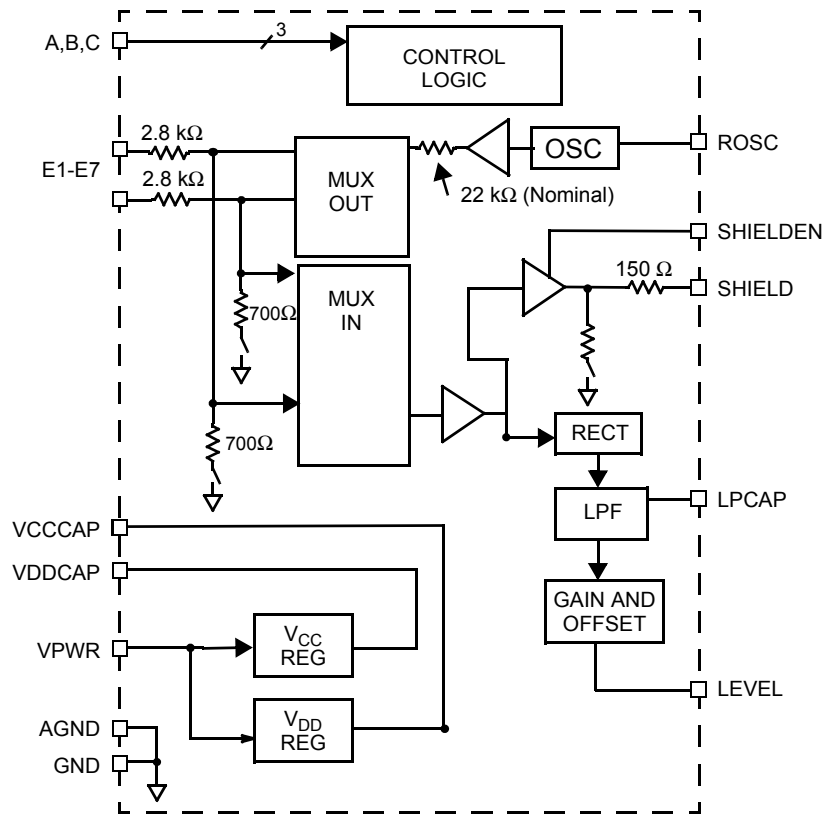 A,B,C
3
CONTROL
LOGIC
2.8 kΩ
E1-E7
2.8 kΩ
MUX
OUT
OSC
ROSC
22 kΩ (Nominal)
SHIELDEN
150 Ω
SHIELD
700Ω
MUX
IN
700Ω
RECT
LPF
LPCAP
VCCCAP
VDDCAP
GAIN AND
OFFSET
VPWR
VCC
REG
LEVEL
AGND
VDD
REG
GND